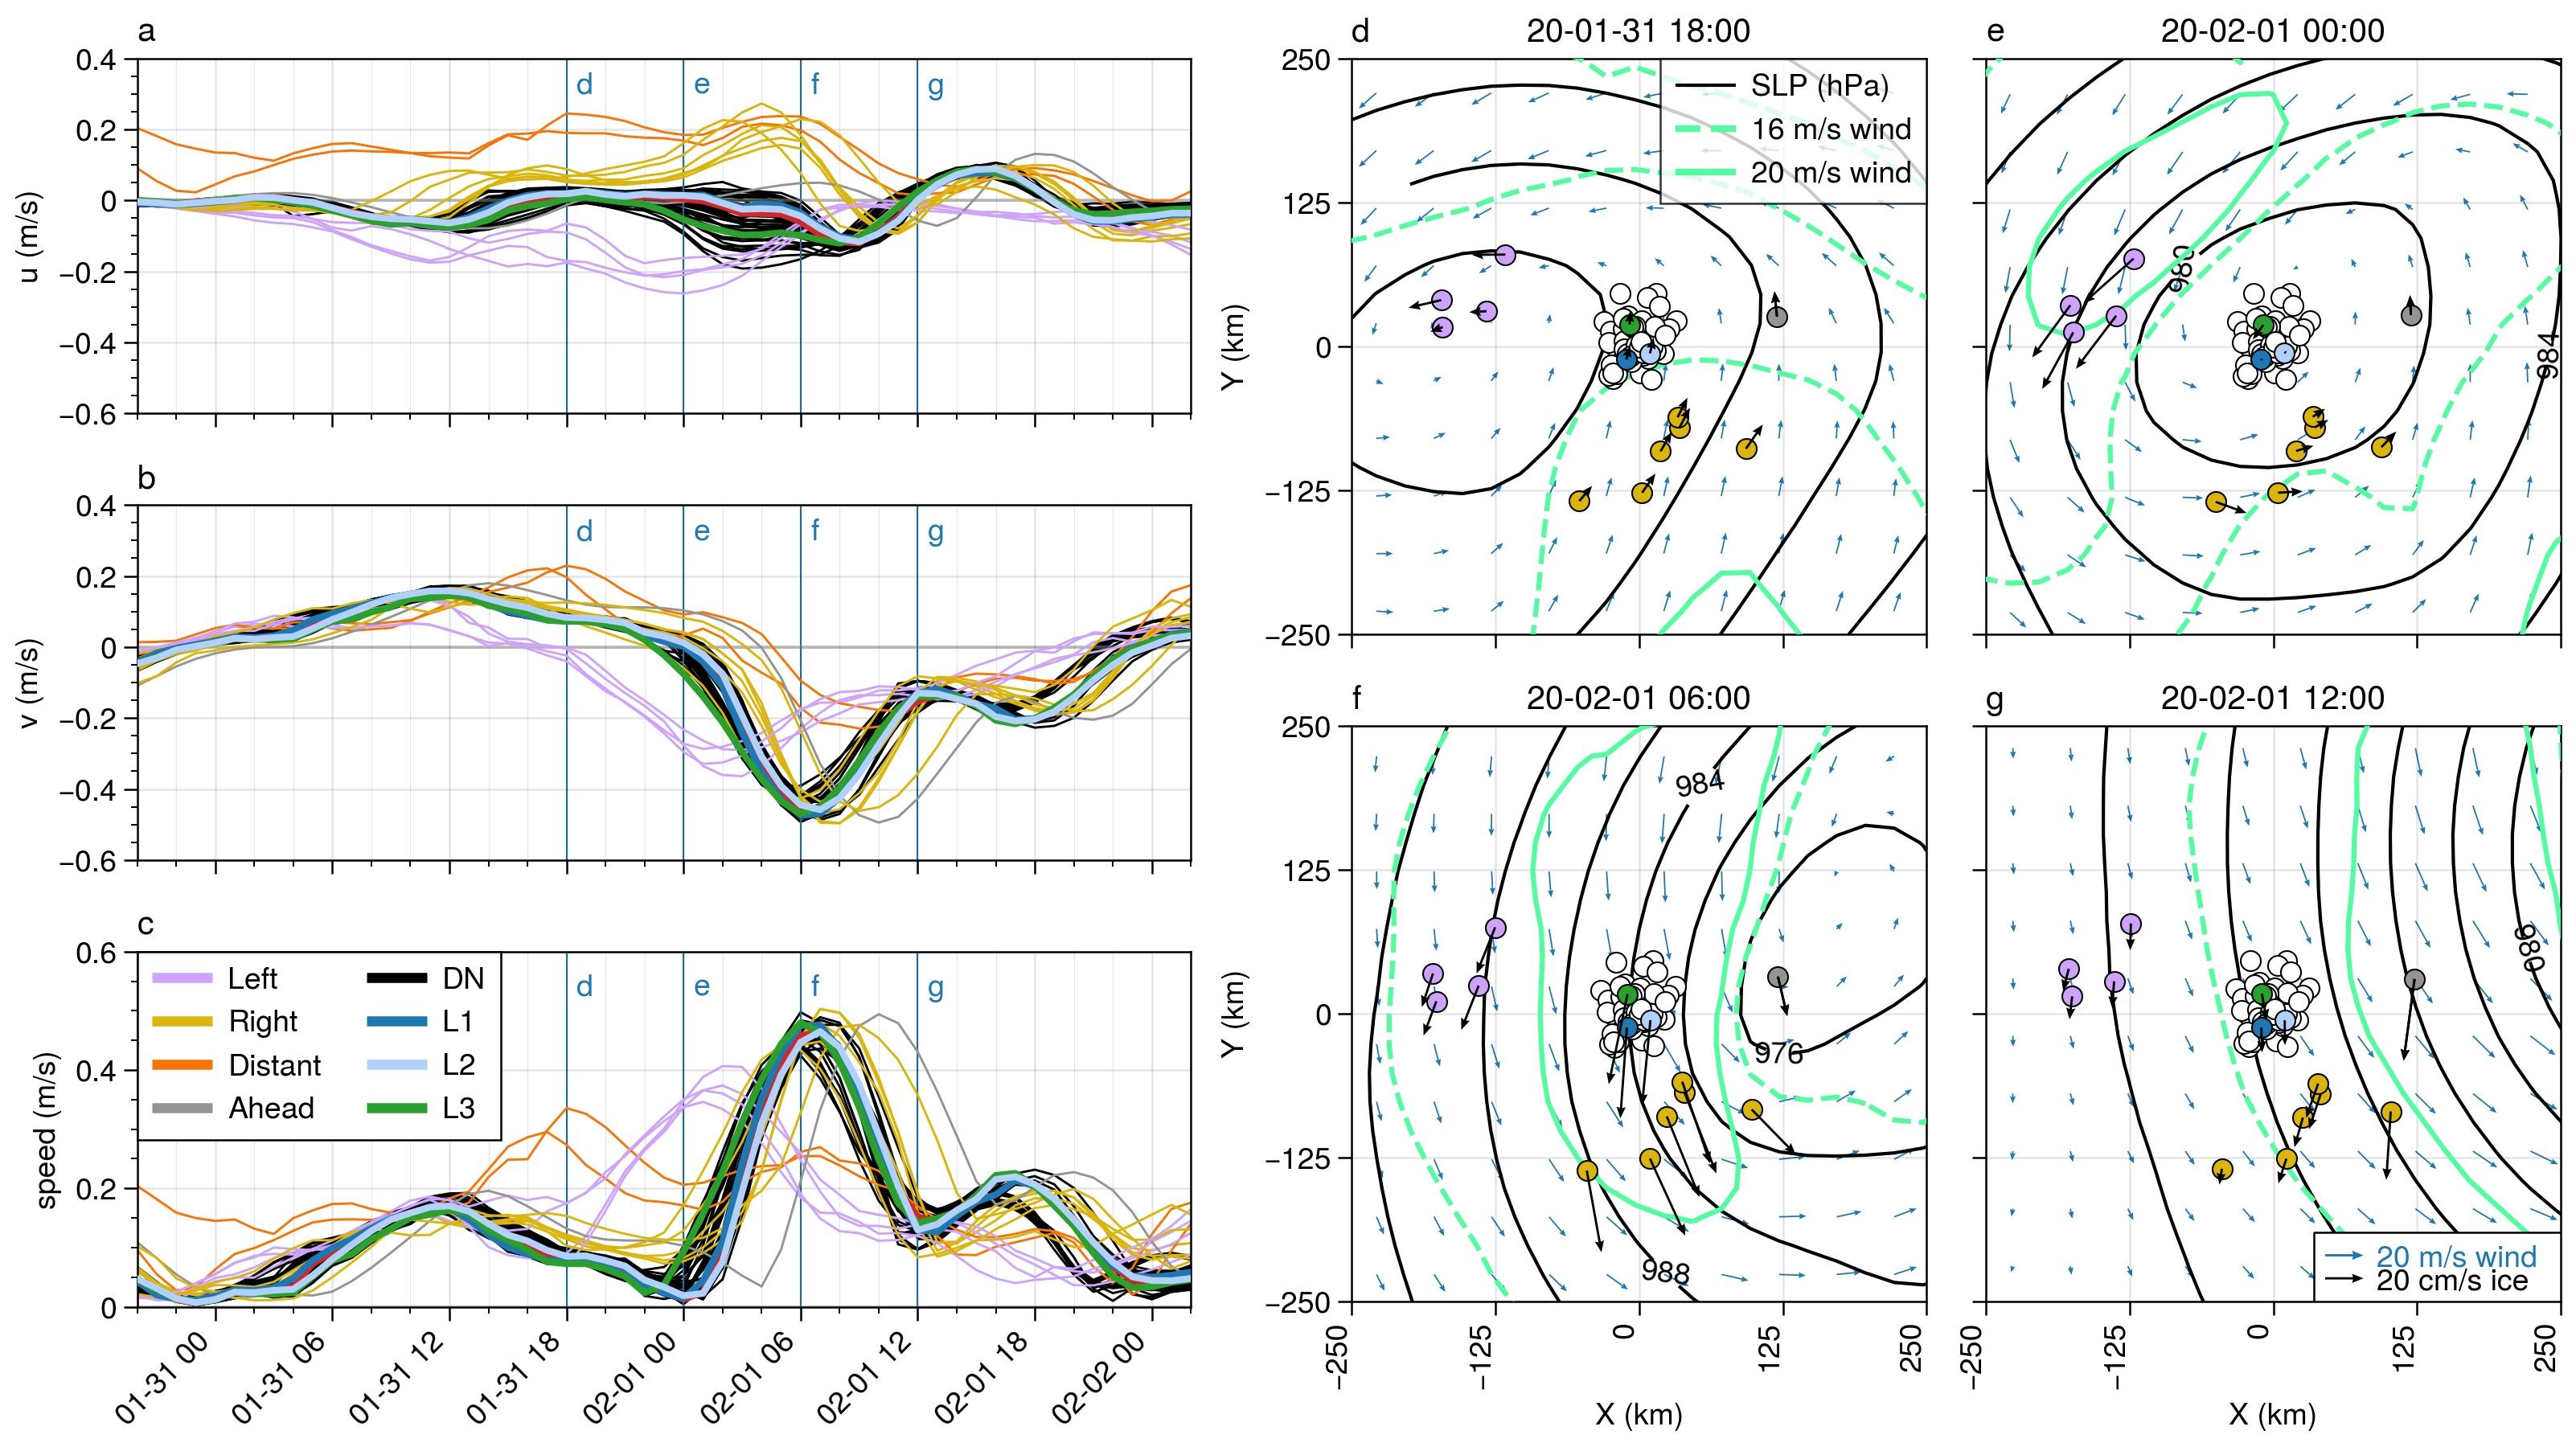 a
0.4
0.2
0
−0.2
−0.4
−0.6
u (m/s)
d
e
f
g
b
0.4
0.2
0
−0.2
−0.4
−0.6
v (m/s)
d
e
f
g
c
0.6
0.4
0.2
0
speed (m/s)
d
e
f
g
Left
Right
Distant
Ahead
DN
L1
L2
L3
01-31 00
01-31 06
01-31 12
01-31 18
02-01 00
02-01 06
02-01 12
02-01 18
02-02 00
d
20-01-31 18:00
250
125
0
−125
−250
Y (km)
SLP (hPa)
16 m/s wind
20 m/s wind
e
20-02-01 00:00
980
984
f
20-02-01 06:00
250
125
0
−125
−250
Y (km)
984
976
988
−250
−125
0
125
250
X (km)
g
20-02-01 12:00
980
20 m/s wind
20 cm/s ice
−250
−125
0
125
250
X (km)